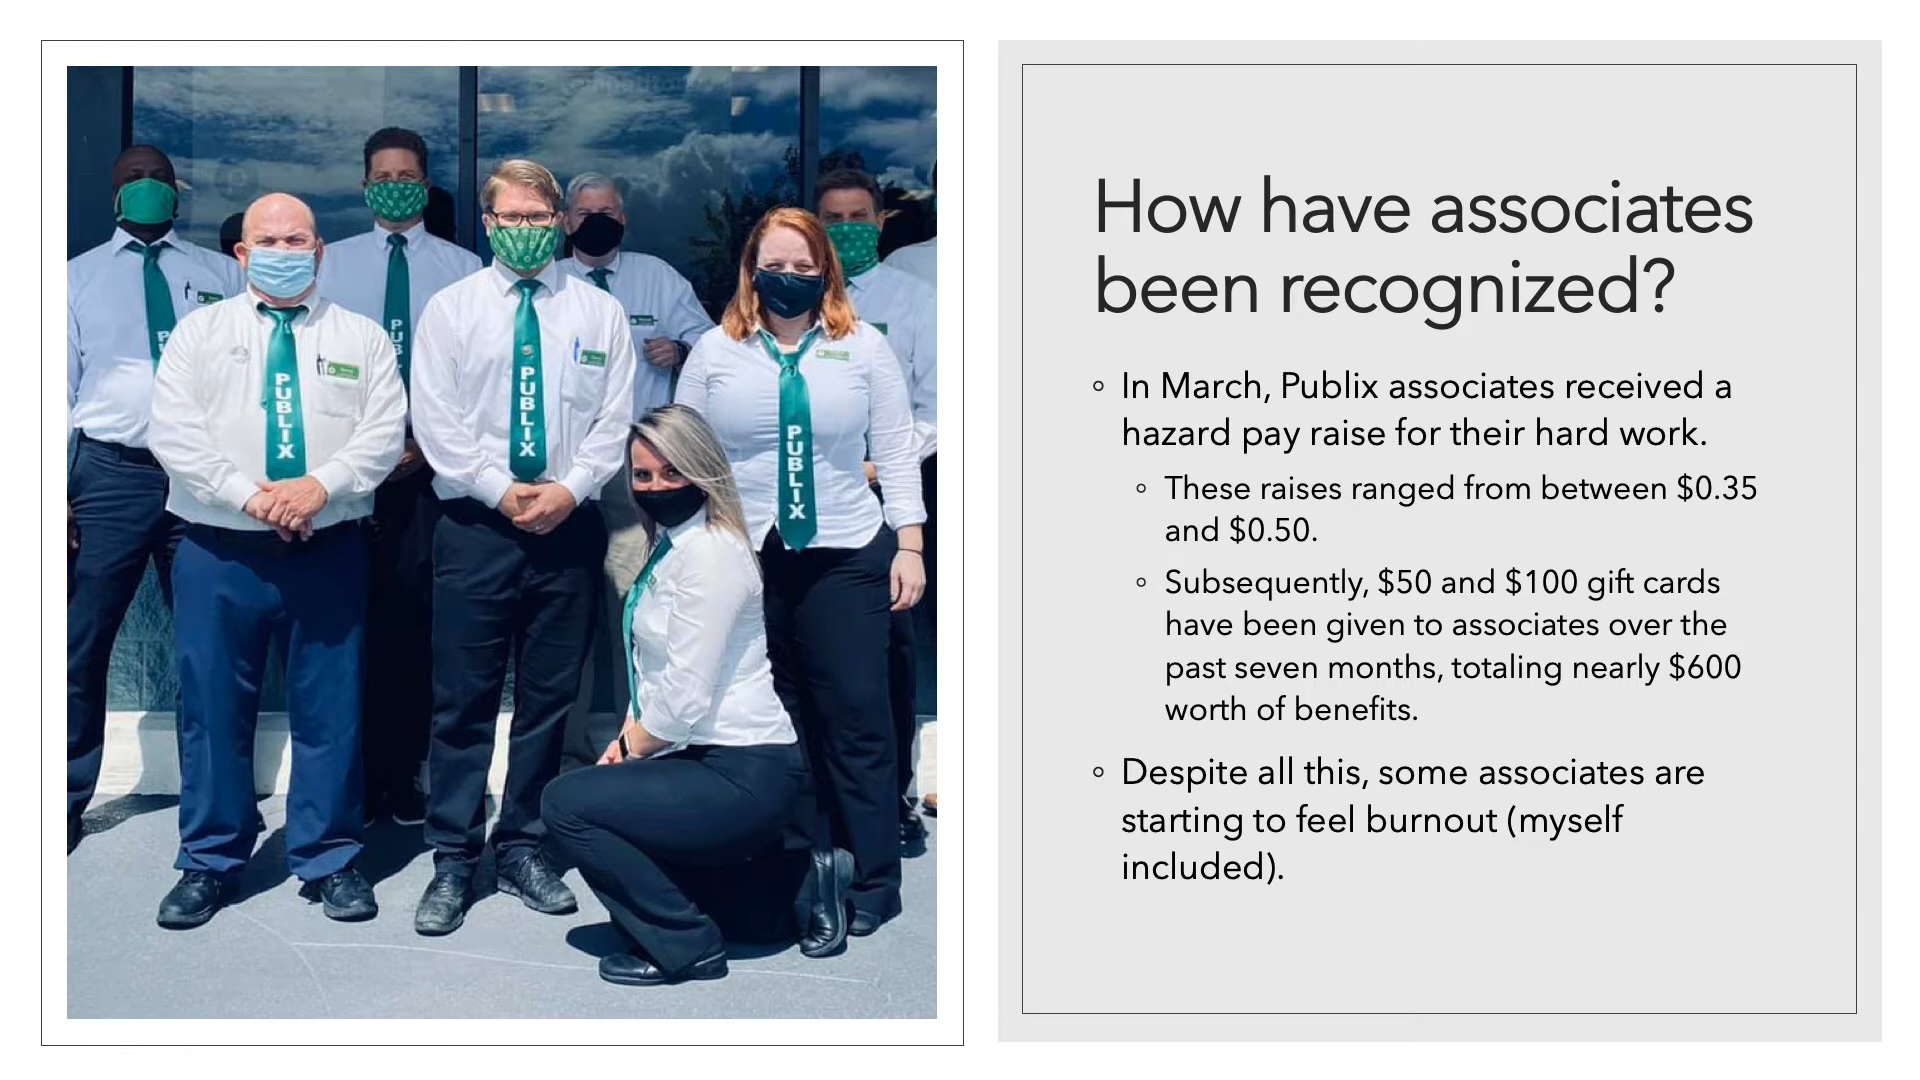 PUBLIX
PUBLIX
PUBLIX
PUB
How have associates
been recognized?
◦ In March, Publix associates received a
hazard pay raise for their hard work.
◦ These raises ranged from between $0.35
and $0.50.
◦ Subsequently, $50 and $100 gift cards
have been given to associates over the
past seven months, totaling nearly $600
worth of benefits.
◦ Despite all this, some associates are
starting to feel burnout (myself
included).